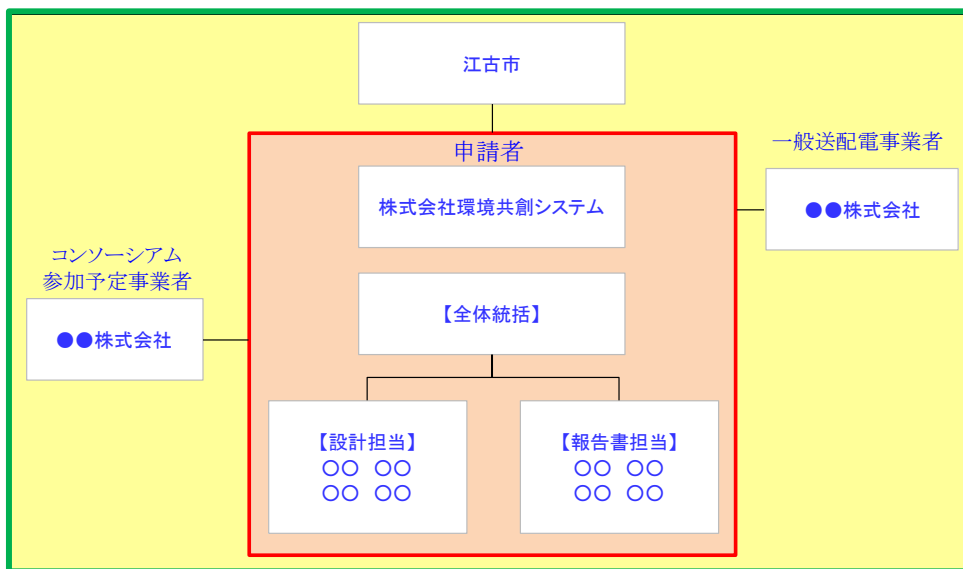 江古市
申請者
株式会社環境共創システム
一般送配電事業者
●●株式会社
コンソーシアム
参加予定事業者
●●株式会社
【全体統括】
【設計担当】
〇〇 〇〇
〇〇 〇〇
【報告書担当】
〇〇 〇〇
〇〇 〇〇